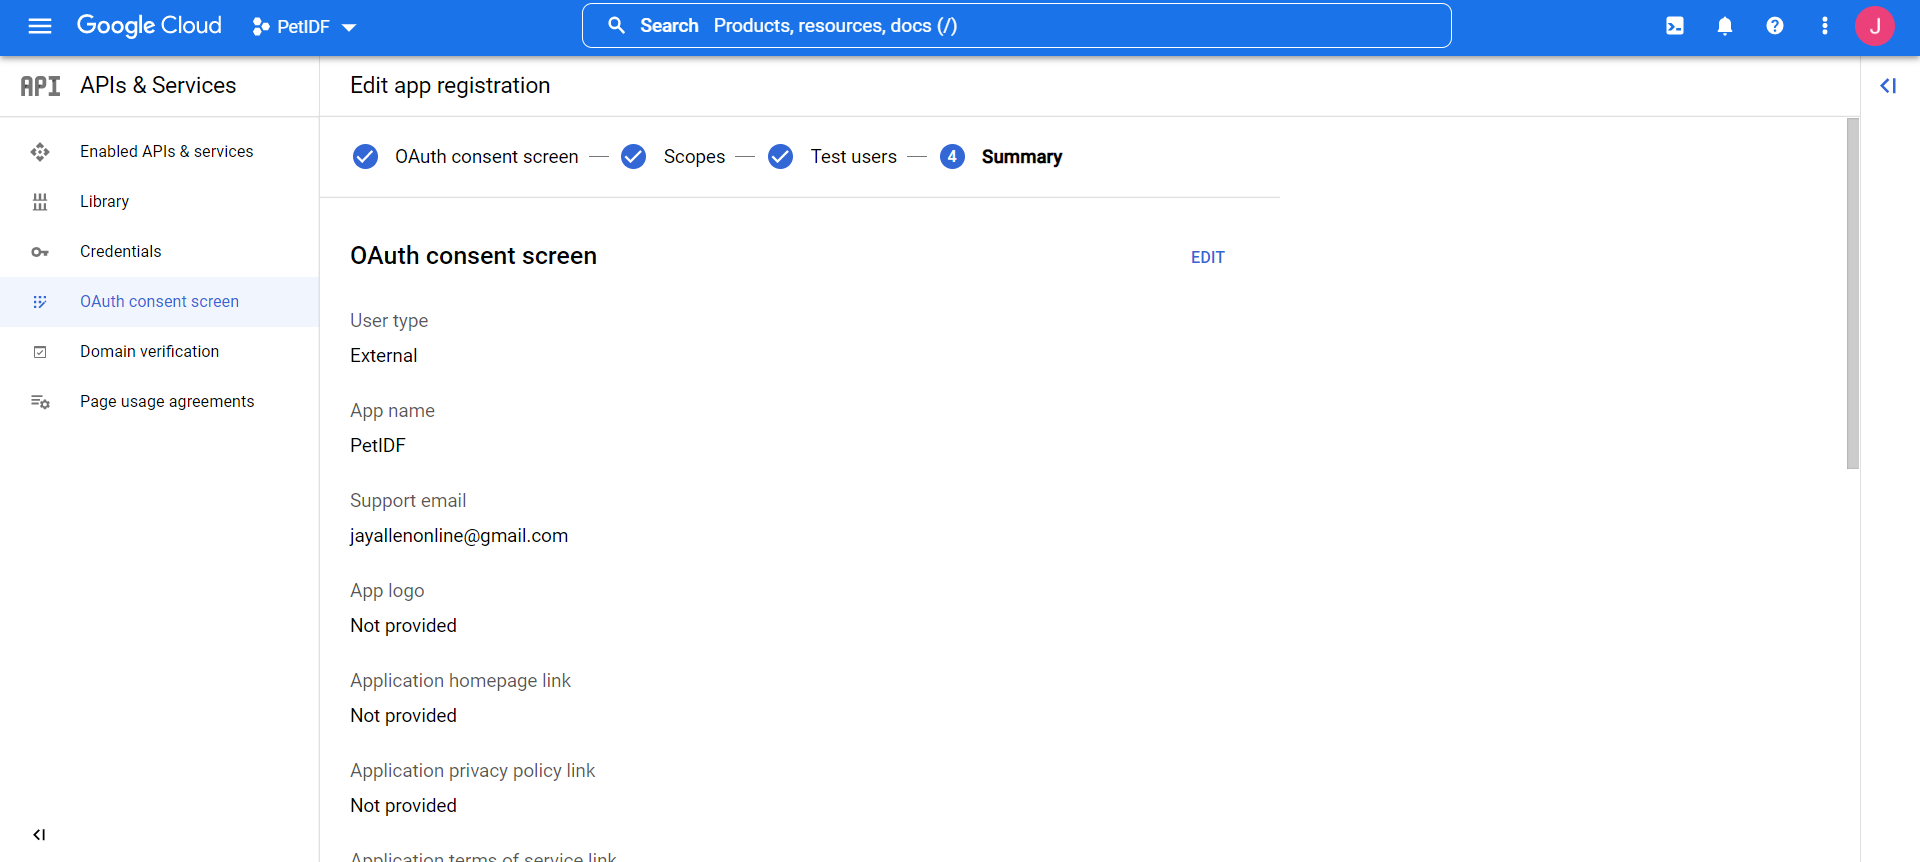 Google Cloud
PetIDF
Search Products, resources, docs (/)
J
API APIs & Services
Edit app registration
Enabled APIs & services
Library
Credentials
OAuth consent screen
Domain verification
Page usage agreements
OAuth consent screen
Scopes
Test users
4 Summary
OAuth consent screen
EDIT
User type
External
App name
PetIDF
Support email
jayallenonline@gmail.com
App logo
Not provided
Application homepage link
Not provided
Application privacy policy link
Not provided
Application terms of service link